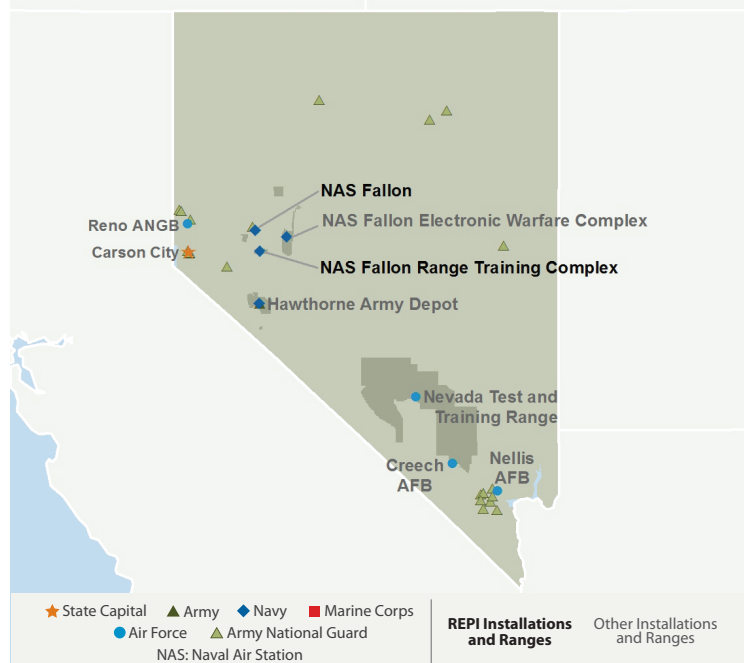 NAS Fallon
NAS Fallon Electronic Warfare Complex
Reno ANGB
Carson City
NAS Fallon Range Training Complex
Hawthorne Army Depot
Nevada Test and
Training Range
Creech
AFB
Nellis
AFB
State Capital Army Navy Marine Corps
Air Force Army National Guard
NAS: Naval Air Station
REPI Installations
and Ranges
Other Installations
and Ranges